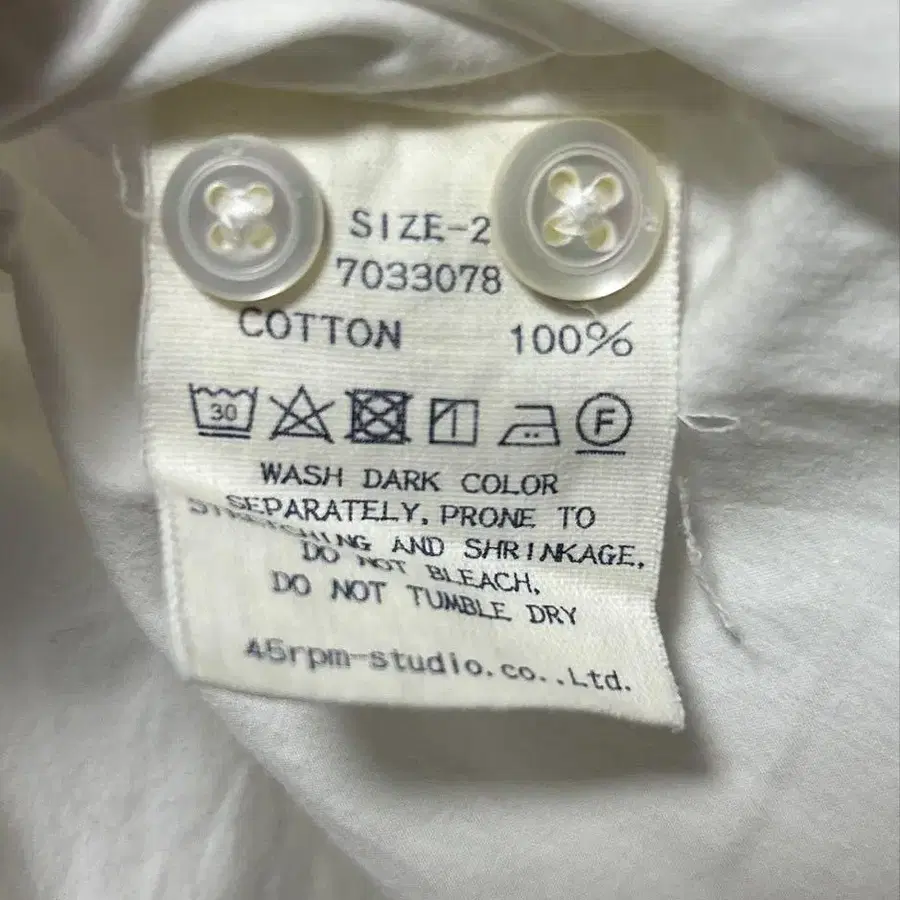 SIZE-2
7033078
COTTON 100%
30 F
WASH DARK COLOR
SEPARATELY, PRONE TO
STRETCHING AND SHRINKAGE,
DO NOT BLEACH,
DO NOT TUMBLE DRY
45rpm-studio.co..Ltd.